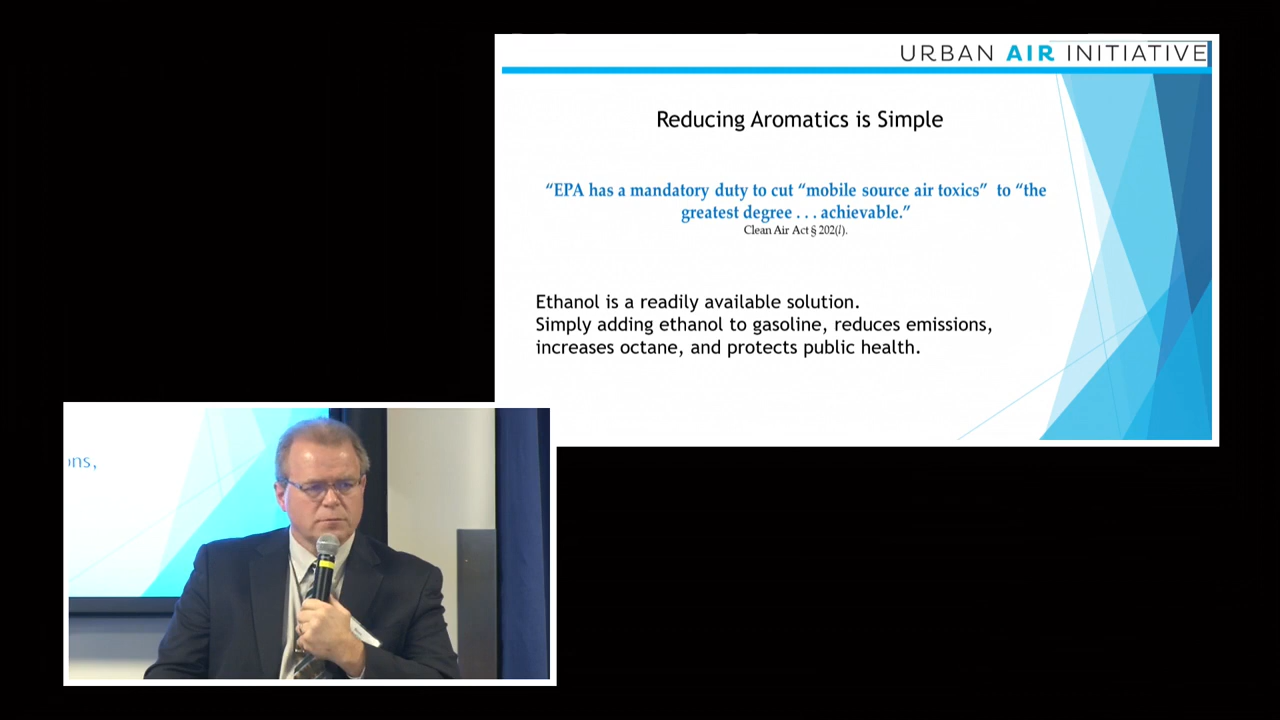 URBAN AIR INITIATIVE
Reducing Aromatics is Simple
“EPA has a mandatory duty to cut “mobile source air toxics” to “the
greatest degree . . . achievable.”
Clean Air Act § 202(l).
Ethanol is a readily available solution.
Simply adding ethanol to gasoline, reduces emissions,
increases octane, and protects public health.
ons,